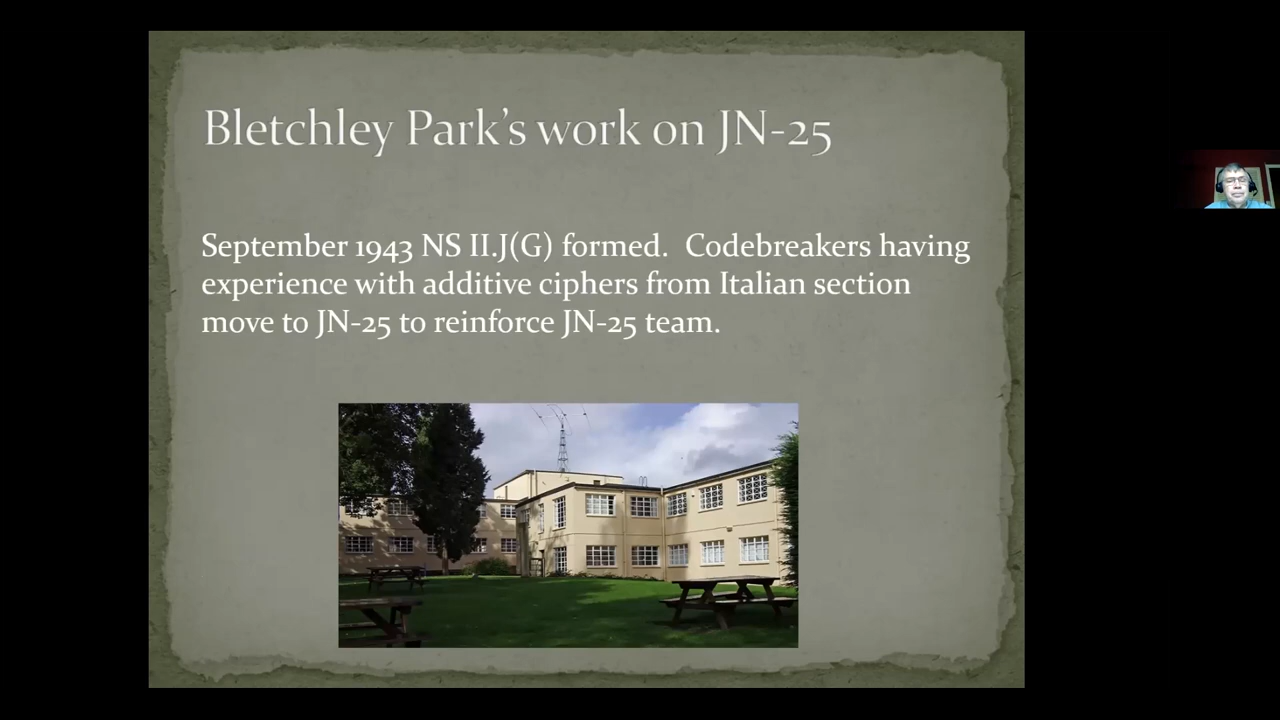 Bletchley Park’s work on JN-25
September 1943 NS II.J(G) formed.  Codebreakers having
experience with additive ciphers from Italian section
move to JN-25 to reinforce JN-25 team.